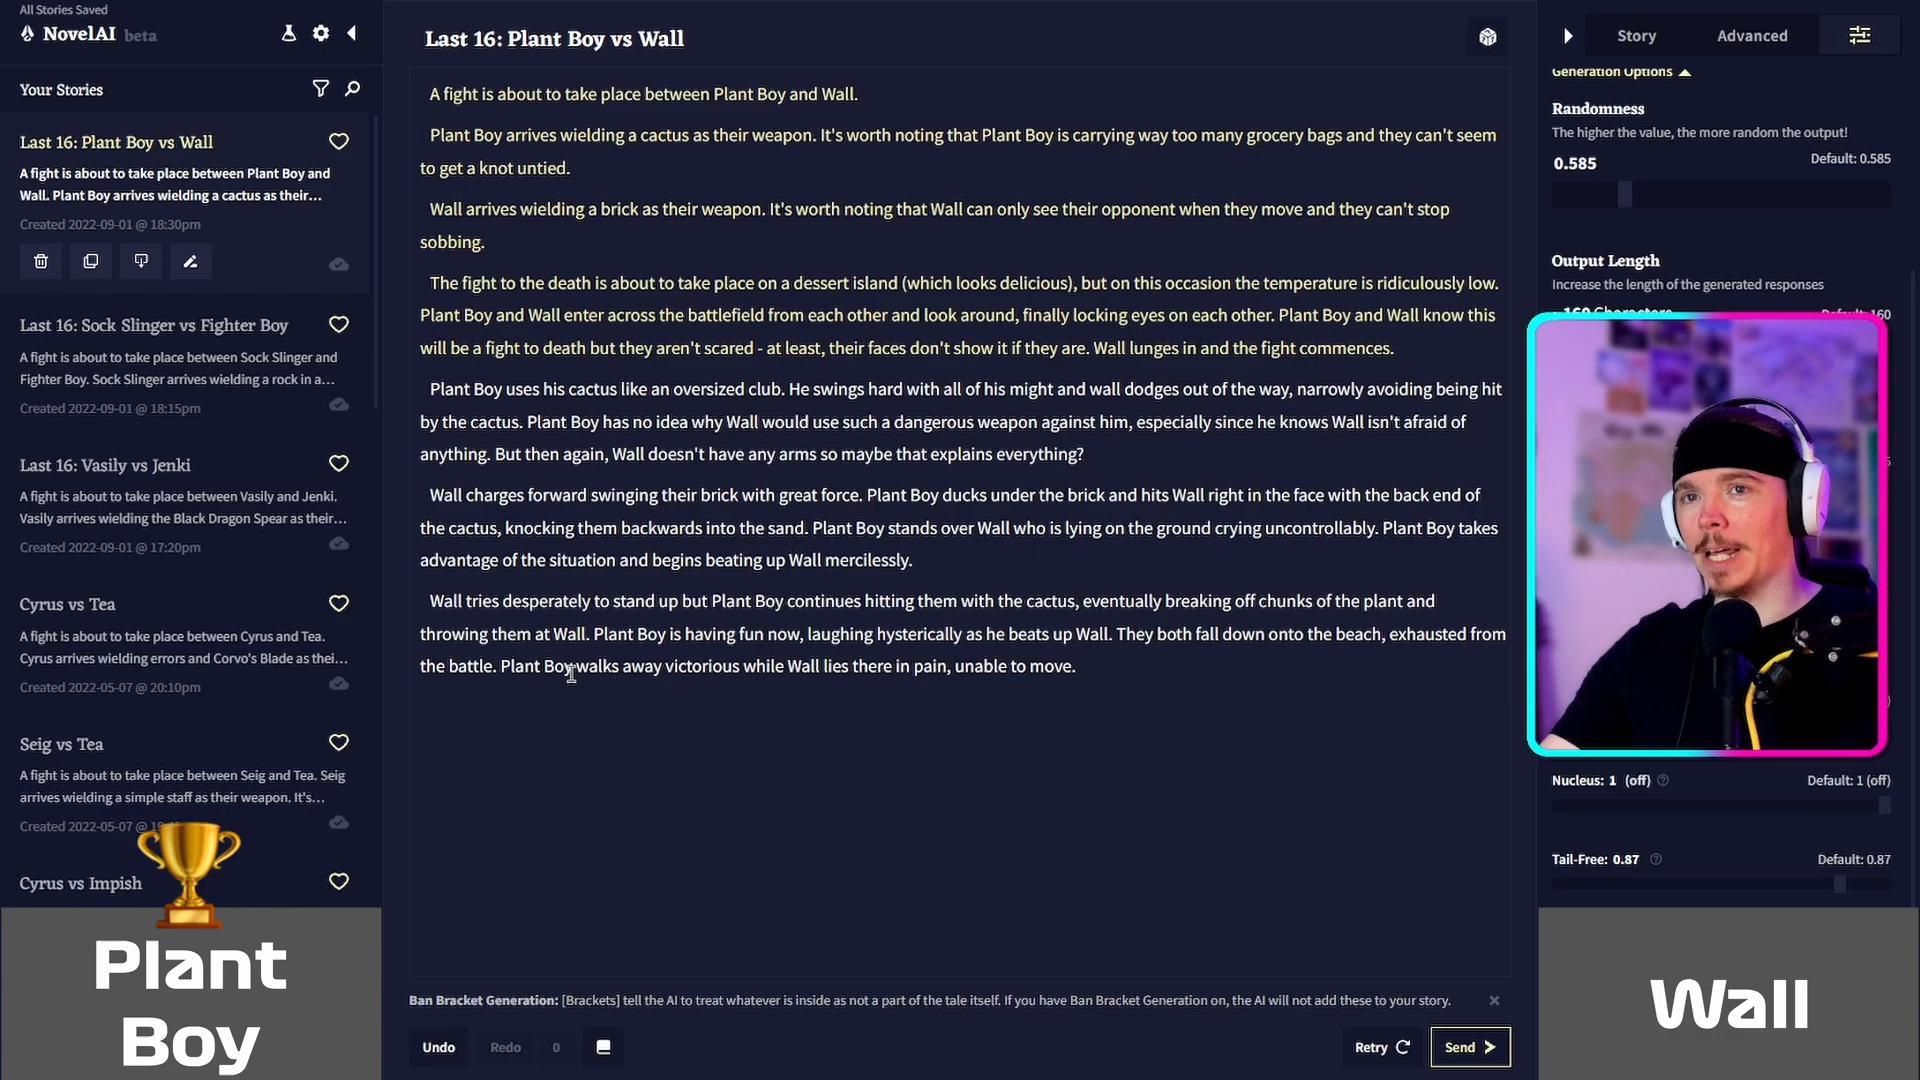 All Stories Saved
NovelAI beta
Your Stories
Last 16: Plant Boy vs Wall
A fight is about to take place between Plant Boy and
Wall. Plant Boy arrives wielding a cactus as their...
Created 2022-09-01 @ 18:30pm
Last 16: Sock Slinger vs Fighter Boy
A fight is about to take place between Sock Slinger and
Fighter Boy. Sock Slinger arrives wielding a rock in a...
Created 2022-09-01 @ 18:15pm
Last 16: Vasily vs Jenki
A fight is about to take place between Vasily and Jenki.
Vasily arrives wielding the Black Dragon Spear as their...
Created 2022-09-01 @ 17:20pm
Cyrus vs Tea
A fight is about to take place between Cyrus and Tea.
Cyrus arrives wielding errors and Corvo's Blade as thei...
Created 2022-05-07 @ 20:10pm
Seig vs Tea
A fight is about to take place between Seig and Tea. Seig
arrives wielding a simple staff as their weapon. It's...
Created 2022-05-07 @
Cyrus vs Impish
Plant
Boy
Last 16: Plant Boy vs Wall
A fight is about to take place between Plant Boy and Wall.
Plant Boy arrives wielding a cactus as their weapon. It's worth noting that Plant Boy is carrying way too many grocery bags and they can't seem
to get a knot untied.
Wall arrives wielding a brick as their weapon. It's worth noting that Wall can only see their opponent when they move and they can't stop
sobbing.
The fight to the death is about to take place on a dessert island (which looks delicious), but on this occasion the temperature is ridiculously low.
Plant Boy and Wall enter across the battlefield from each other and look around, finally locking eyes on each other. Plant Boy and Wall know this
will be a fight to death but they aren't scared - at least, their faces don't show it if they are. Wall lunges in and the fight commences.
Plant Boy uses his cactus like an oversized club. He swings hard with all of his might and wall dodges out of the way, narrowly avoiding being hit
by the cactus. Plant Boy has no idea why Wall would use such a dangerous weapon against him, especially since he knows Wall isn't afraid of
anything. But then again, Wall doesn't have any arms so maybe that explains everything?
Wall charges forward swinging their brick with great force. Plant Boy ducks under the brick and hits Wall right in the face with the back end of
the cactus, knocking them backwards into the sand. Plant Boy stands over Wall who is lying on the ground crying uncontrollably. Plant Boy takes
advantage of the situation and begins beating up Wall mercilessly.
Wall tries desperately to stand up but Plant Boy continues hitting them with the cactus, eventually breaking off chunks of the plant and
throwing them at Wall. Plant Boy is having fun now, laughing hysterically as he beats up Wall. They both fall down onto the beach, exhausted from
the battle. Plant Boy walks away victorious while Wall lies there in pain, unable to move.
Ban Bracket Generation: [Brackets] tell the AI to treat whatever is inside as not a part of the tale itself. If you have Ban Bracket Generation on, the AI will not add these to your story.
Undo Redo 0
Retry Send
Story Advanced
Generation Options
Randomness
The higher the value, the more random the output!
0.585 Default: 0.585
Output Length
Increase the length of the generated responses
160 Characters Default: 160
Nucleus: 1 (off) Default: 1 (off)
Tail-Free: 0.87 Default: 0.87
Wall